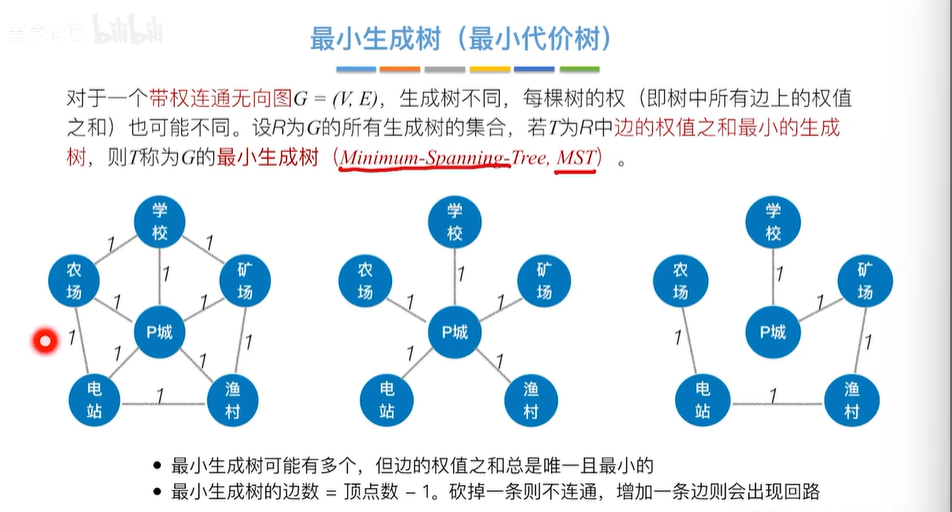 bilibili
最小生成树（最小代价树）
对于一个带权连通无向图G = (V, E)，生成树不同，每棵树的权（即树中所有边上的权值
之和）也可能不同。设R为G的所有生成树的集合，若T为R中边的权值之和最小的生成
树，则T称为G的最小生成树（Minimum-Spanning-Tree, MST）。
学校
1
1
农场
1
矿场
1
1
P城
1
1
1
1
电站
1
渔村
学校
农场
1
矿场
1
1
P城
1
1
电站
渔村
学校
农场
1
矿场
1
P城
1
1
电站
1
渔村
• 最小生成树可能有多个，但边的权值之和总是唯一且最小的
• 最小生成树的边数 = 顶点数 - 1。砍掉一条则不连通，增加一条边则会出现回路